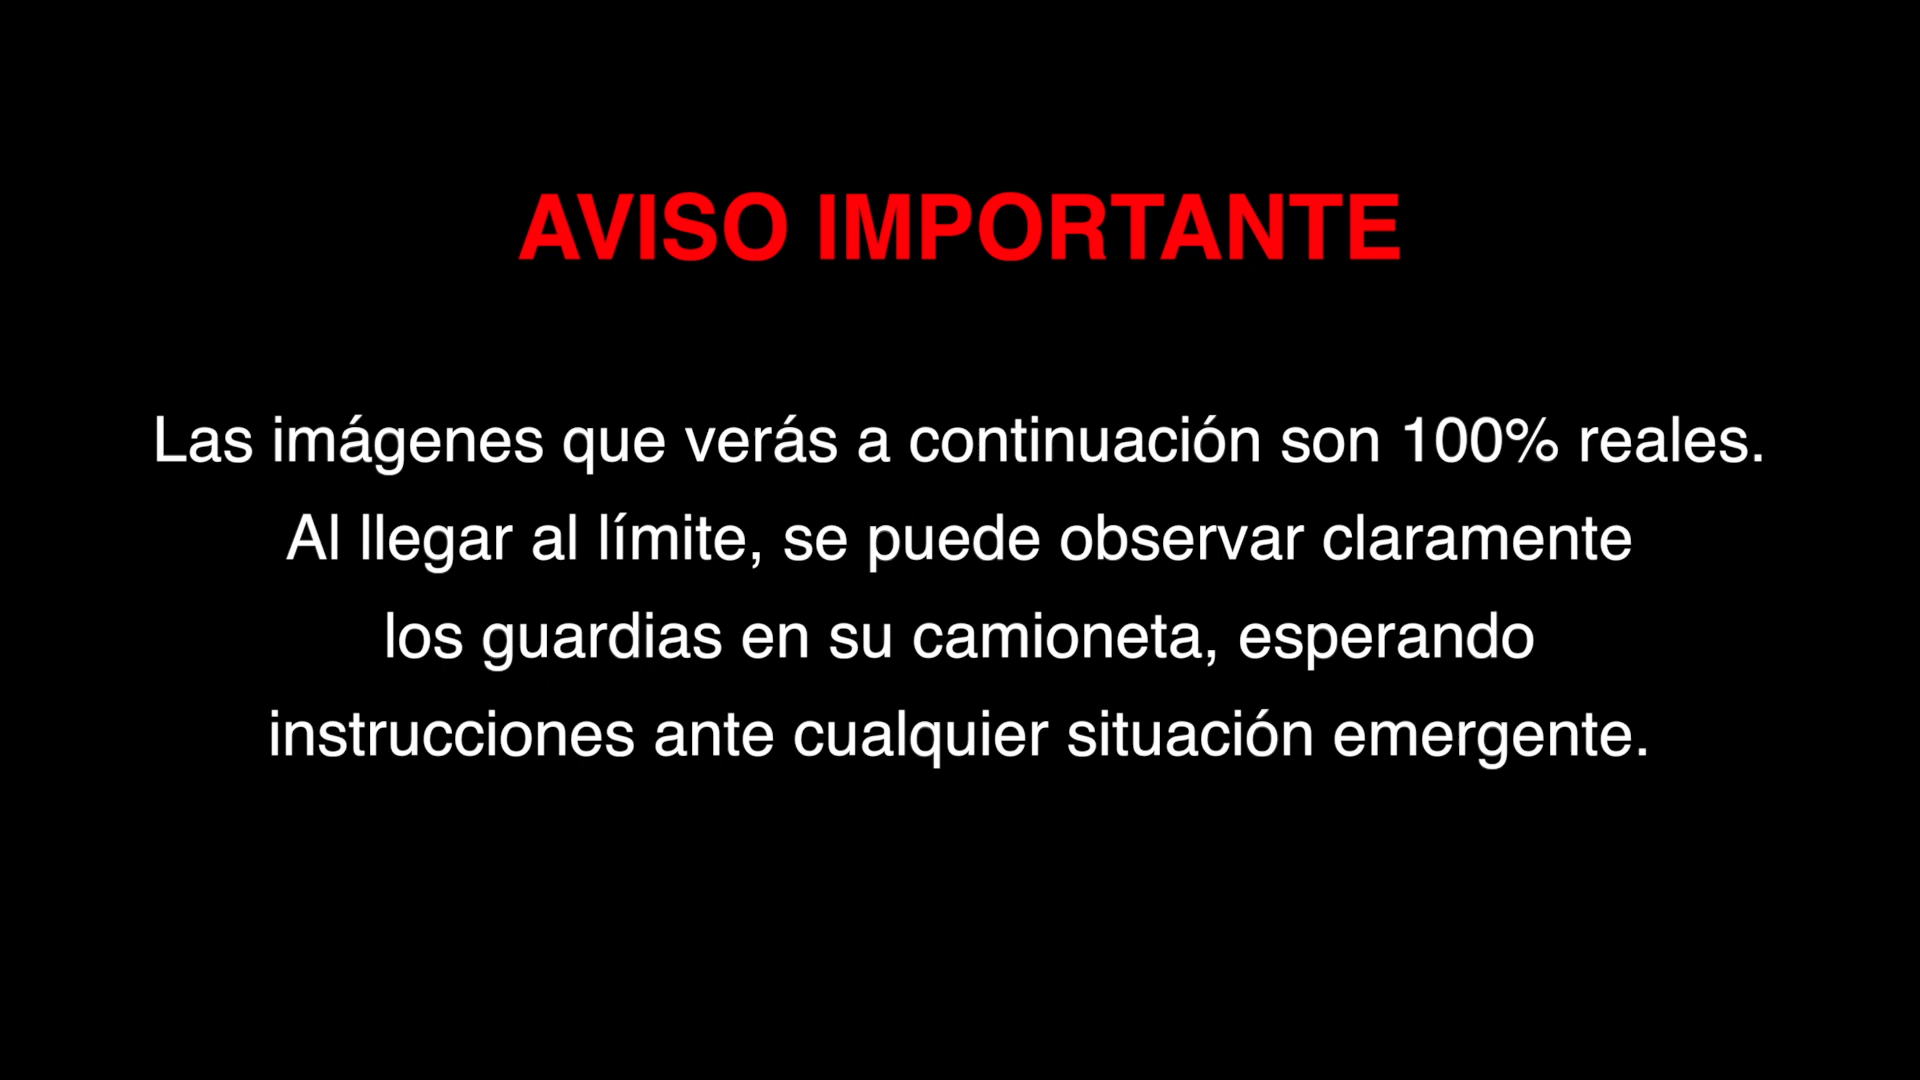 AVISO IMPORTANTE
Las imágenes que verás a continuación son 100% reales.
Al llegar al límite, se puede observar claramente
los guardias en su camioneta, esperando
instrucciones ante cualquier situación emergente.